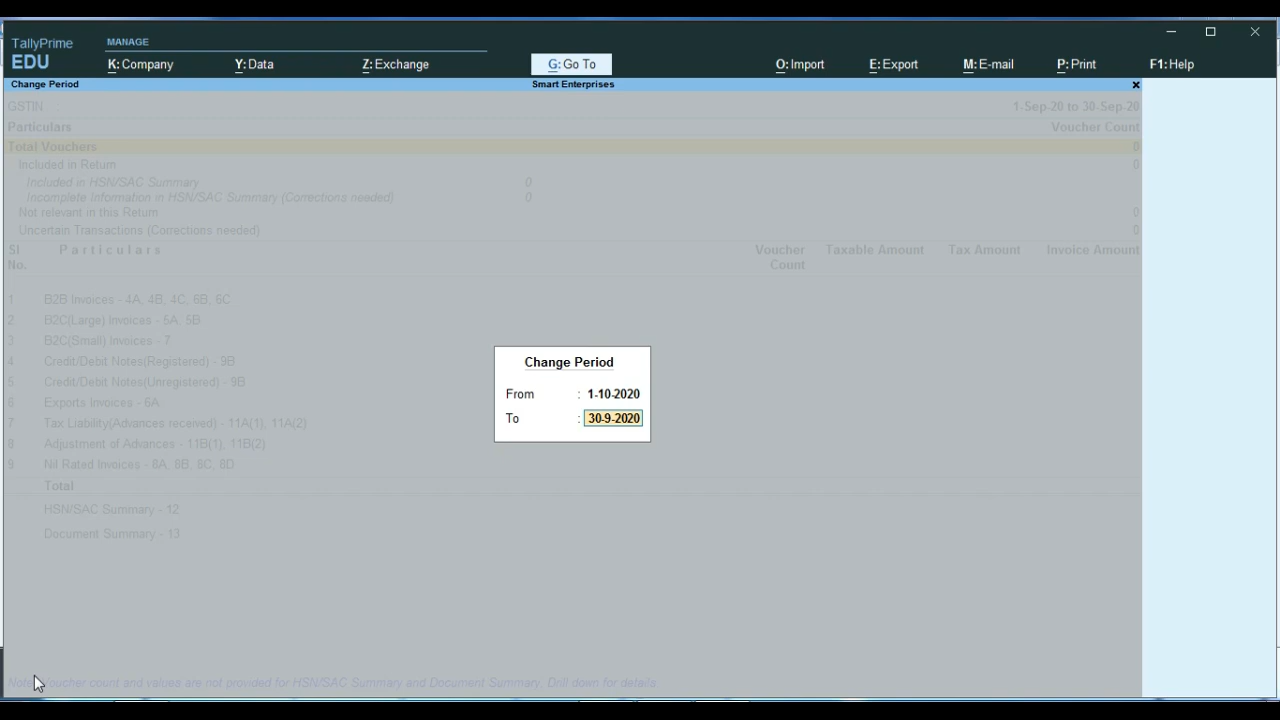 TallyPrime
MANAGE
EDU
K: Company Y: Data Z: Exchange G: Go To O: Import E: Export M: E-mail P: Print F1: Help
Change Period Smart Enterprises x
GSTIN : 1-Sep-20 to 30-Sep-20
Particulars Voucher Count
Total Vouchers 0
Included in Return 0
Included in HSN/SAC Summary 0
Incomplete Information in HSN/SAC Summary (Corrections needed) 0
Not relevant in this Return 0
Uncertain Transactions (Corrections needed) 0
Sl Particulars Voucher Taxable Amount Tax Amount Invoice Amount
No. Count
1 B2B Invoices - 4A, 4B, 4C, 6B, 6C
2 B2C(Large) Invoices - 5A, 5B
3 B2C(Small) Invoices - 7
4 Credit/Debit Notes(Registered) - 9B
5 Credit/Debit Notes(Unregistered) - 9B
6 Exports Invoices - 6A
7 Tax Liability(Advances received) - 11A(1), 11A(2)
8 Adjustment of Advances - 11B(1), 11B(2)
9 Nil Rated Invoices - 8A, 8B, 8C, 8D
Total
HSN/SAC Summary - 12
Document Summary - 13
Change Period
From : 1-10-2020
To : 30-9-2020
Note: Voucher count and values are not provided for HSN/SAC Summary and Document Summary. Drill down for details.